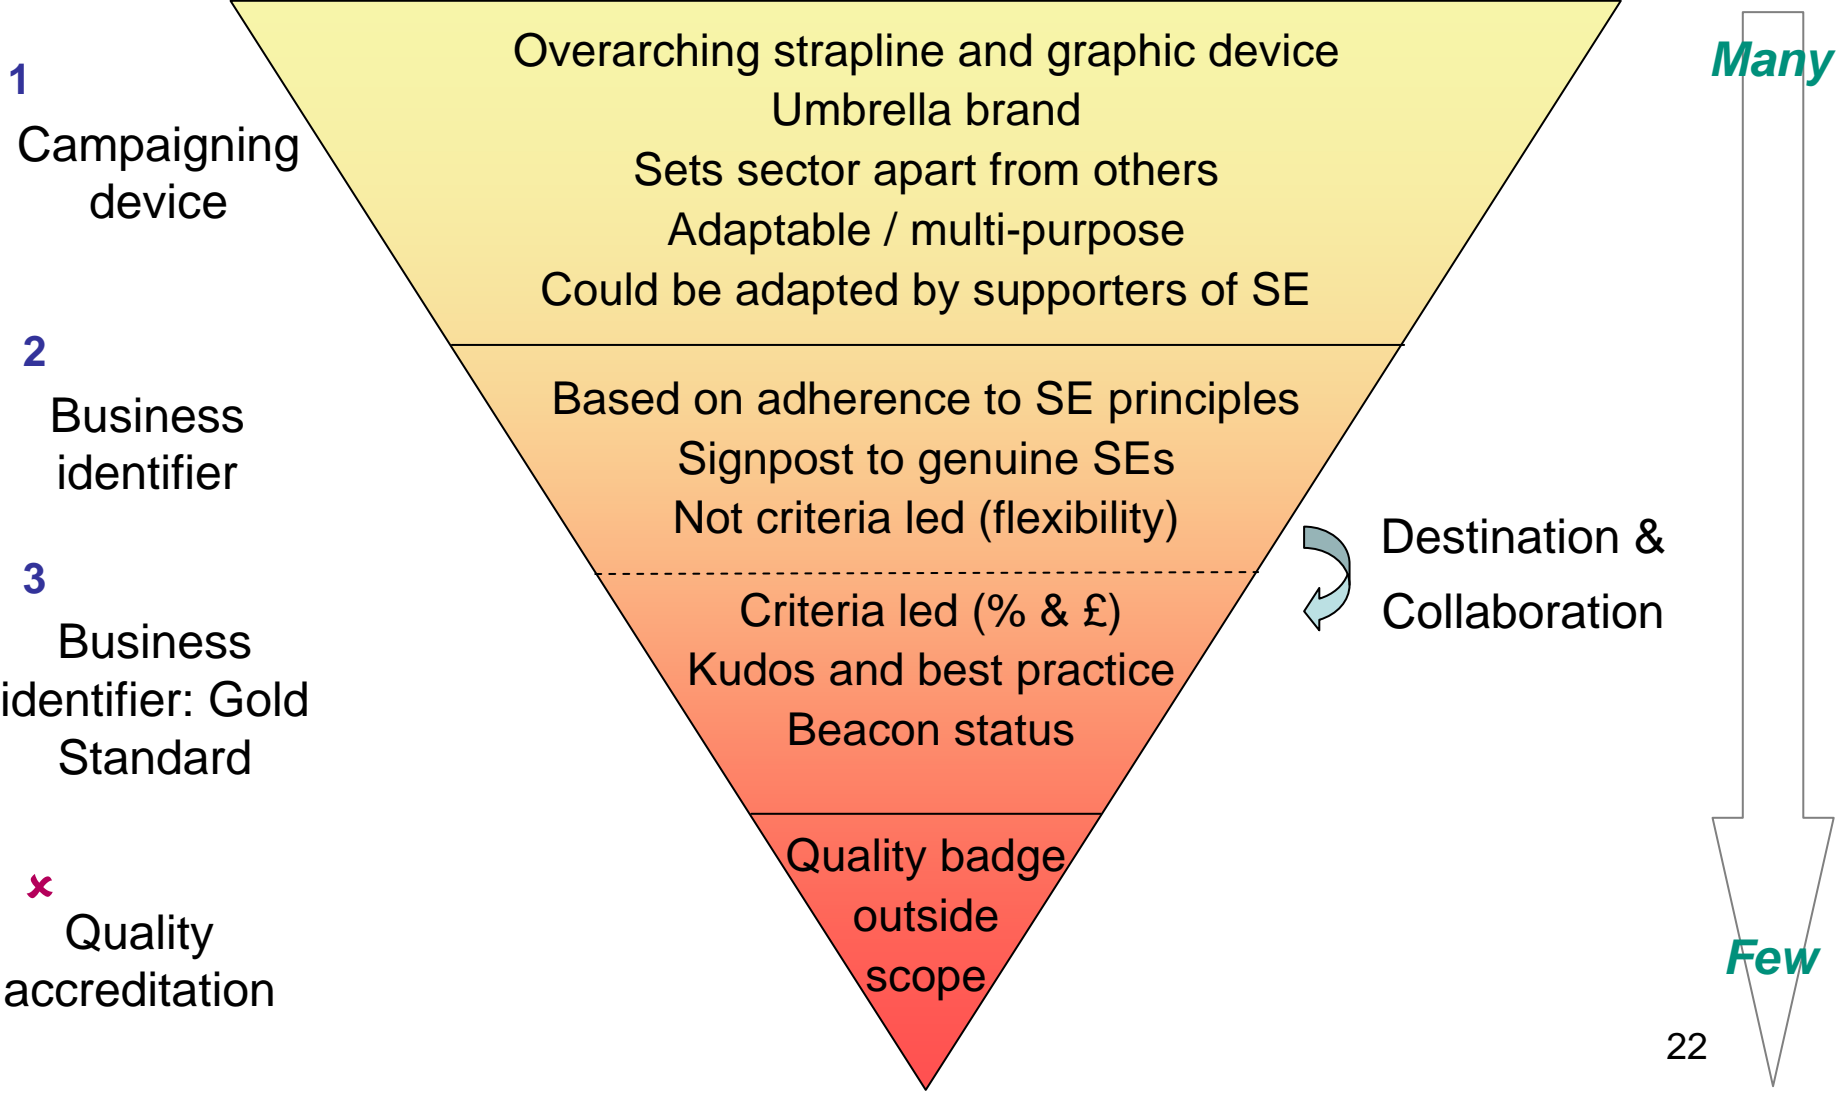 1
Campaigning
device
Overarching strapline and graphic device
Umbrella brand
Sets sector apart from others
Adaptable / multi-purpose
Could be adapted by supporters of SE
Many
2
Business
identifier
Based on adherence to SE principles
Signpost to genuine SEs
Not criteria led (flexibility)
Destination &
Collaboration
3
Business
identifier: Gold
Standard
Criteria led (% & £)
Kudos and best practice
Beacon status
✘
Quality
accreditation
Quality badge
outside
scope
Few
22